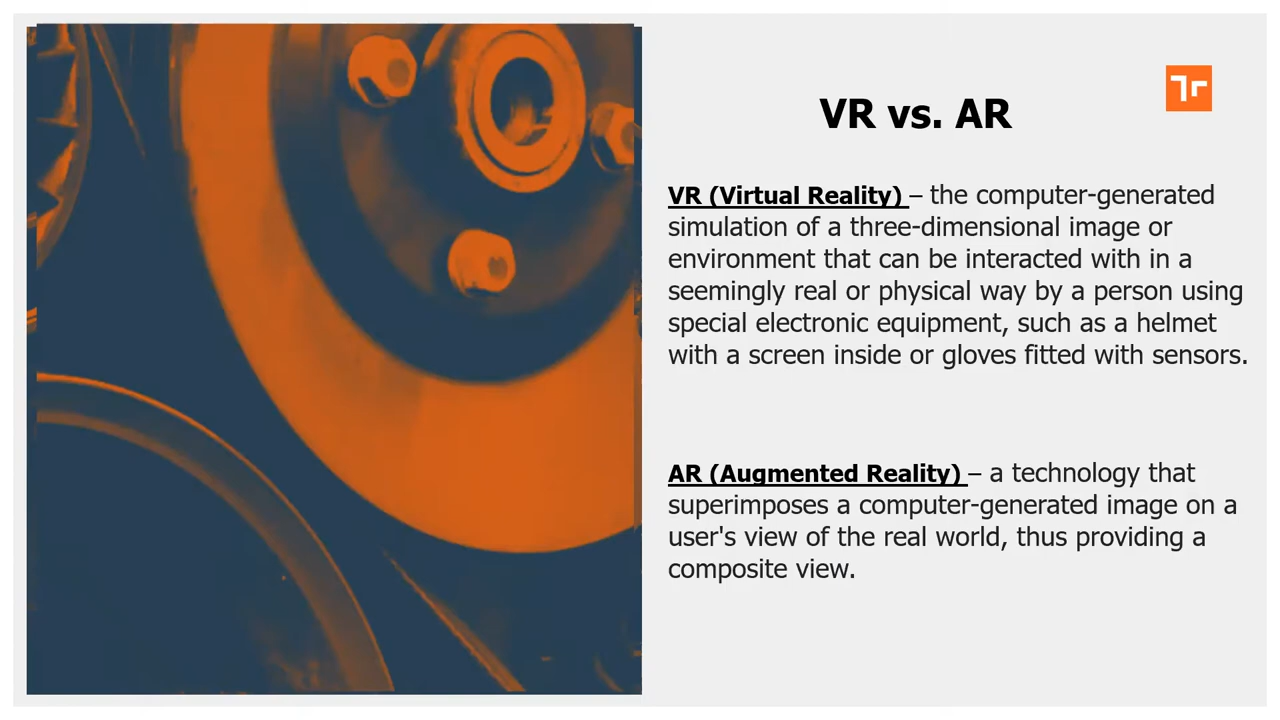 VR vs. AR
VR (Virtual Reality) – the computer-generated
simulation of a three-dimensional image or
environment that can be interacted with in a
seemingly real or physical way by a person using
special electronic equipment, such as a helmet
with a screen inside or gloves fitted with sensors.
AR (Augmented Reality) – a technology that
superimposes a computer-generated image on a
user's view of the real world, thus providing a
composite view.